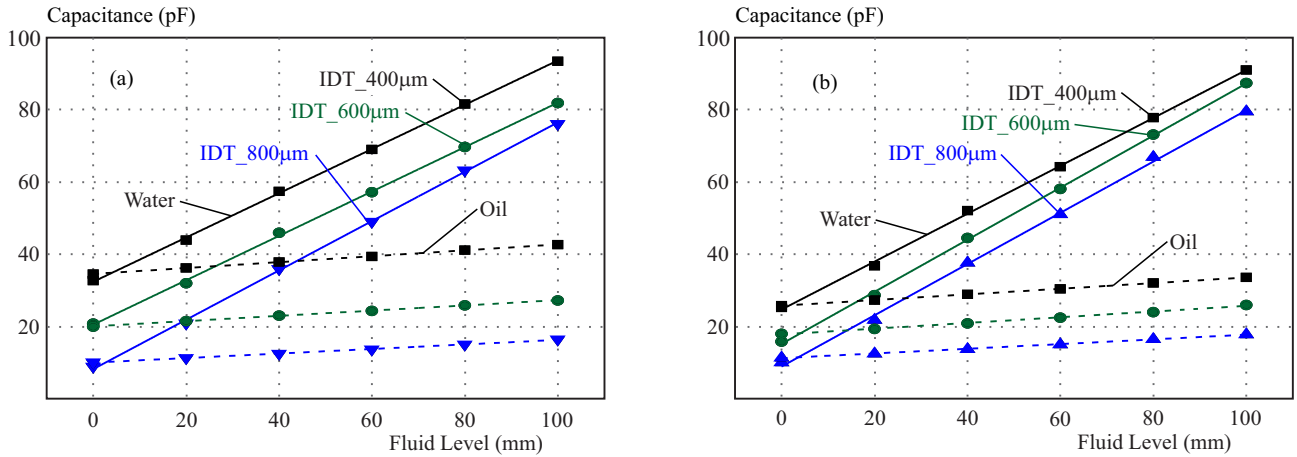 Capacitance (pF)
100
80
60
40
20
(a)
IDT_400μm
IDT_600μm
IDT_800μm
Water
Oil
0 20 40 60 80 100
Fluid Level (mm)
Capacitance (pF)
100
80
60
40
20
(b)
IDT_400μm
IDT_600μm
IDT_800μm
Water
Oil
0 20 40 60 80 100
Fluid Level (mm)